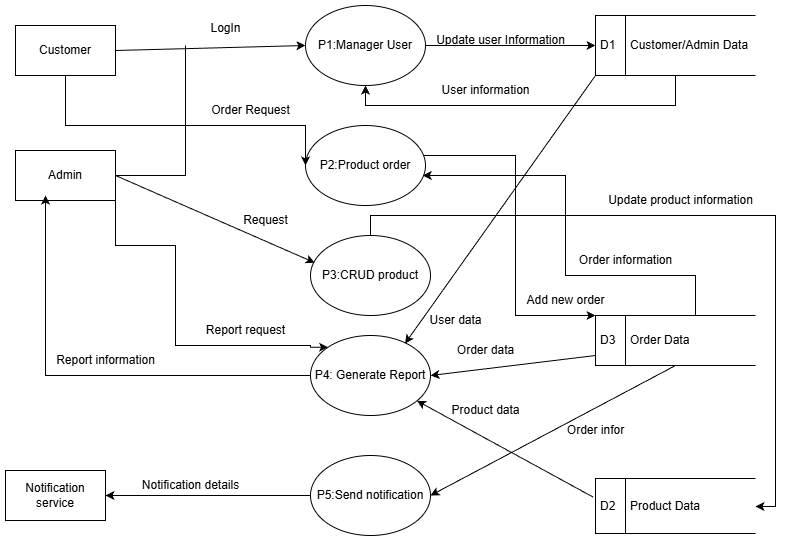 LogIn
Customer
P1:Manager User
Update user Information
D1
Customer/Admin Data
User information
Order Request
P2:Product order
Admin
Update product information
Request
P3:CRUD product
Order information
Add new order
User data
Report request
D3
Order Data
Order data
Report information
P4: Generate Report
Product data
Order infor
Notification details
Notification
service
P5:Send notification
D2
Product Data